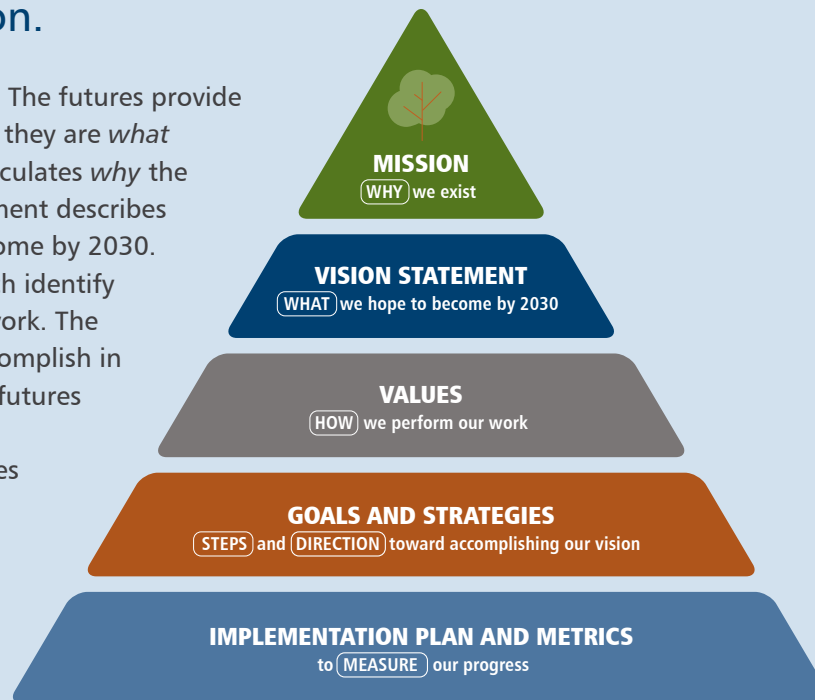 on.
The futures provide
they are what
culates why the
ment describes
ome by 2030.
h identify
ork. The
omplish in
futures
es
MISSION
WHY we exist
VISION STATEMENT
WHAT we hope to become by 2030
VALUES
HOW we perform our work
GOALS AND STRATEGIES
STEPS and DIRECTION toward accomplishing our vision
IMPLEMENTATION PLAN AND METRICS
to MEASURE our progress